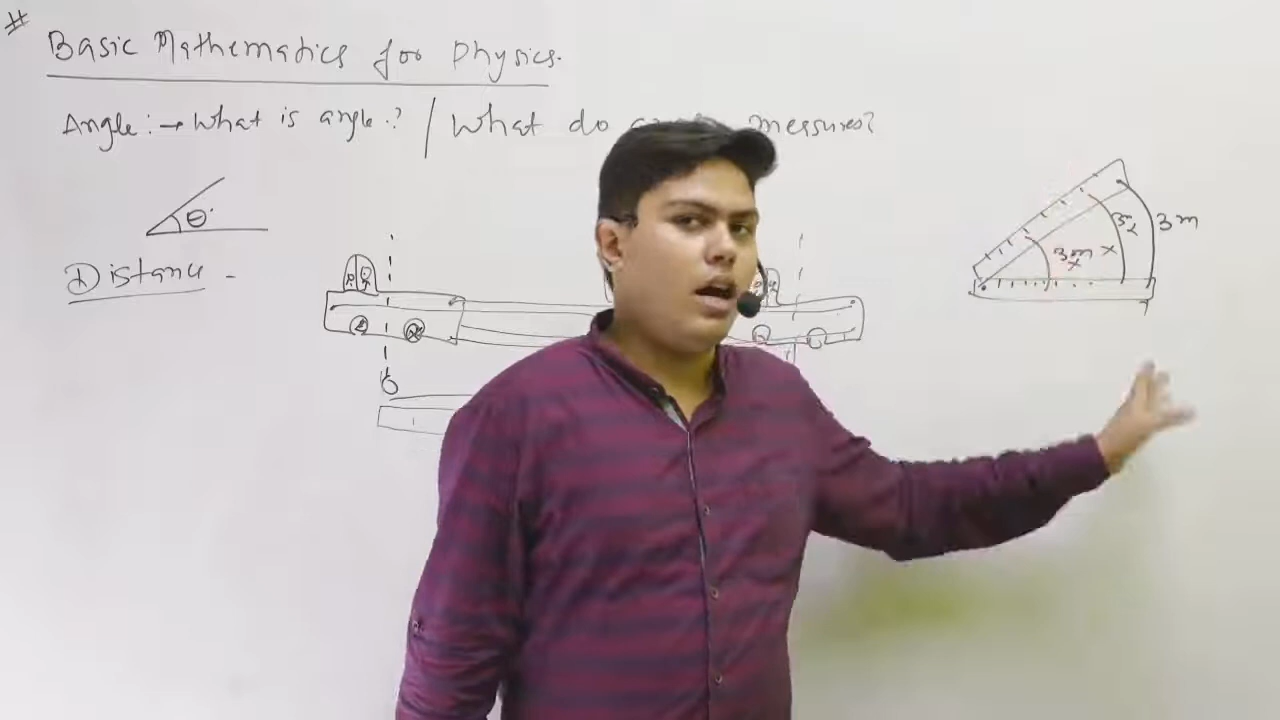 #
Basic Mathematics for Physics.
Angle:→ What is angle.? / What do measures?
θ
Distance -
3m
3m x
x